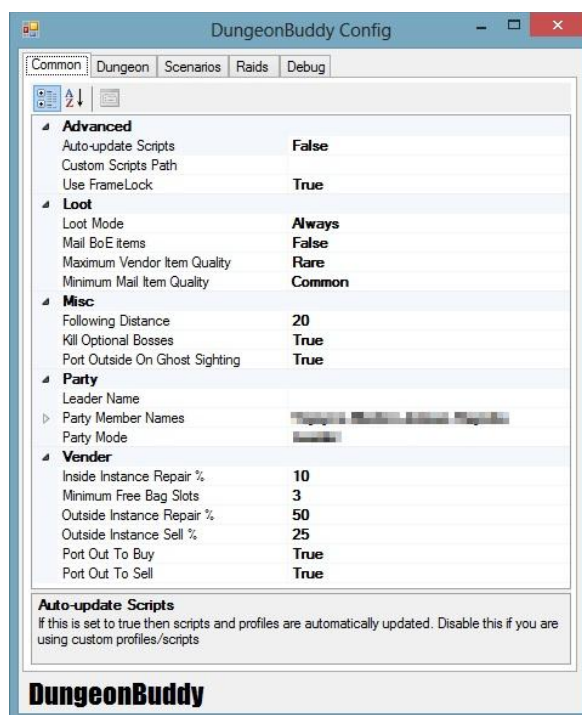 DungeonBuddy Config
Common Dungeon Scenarios Raids Debug
Advanced
Auto-update Scripts False
Custom Scripts Path
Use FrameLock True
Loot
Loot Mode Always
Mail BoE items False
Maximum Vendor Item Quality Rare
Minimum Mail Item Quality Common
Misc
Following Distance 20
Kill Optional Bosses True
Port Outside On Ghost Sighting True
Party
Leader Name
Party Member Names
Party Mode
Vender
Inside Instance Repair % 10
Minimum Free Bag Slots 3
Outside Instance Repair % 50
Outside Instance Sell % 25
Port Out To Buy True
Port Out To Sell True
Auto-update Scripts
If this is set to true then scripts and profiles are automatically updated. Disable this if you are
using custom profiles/scripts
DungeonBuddy